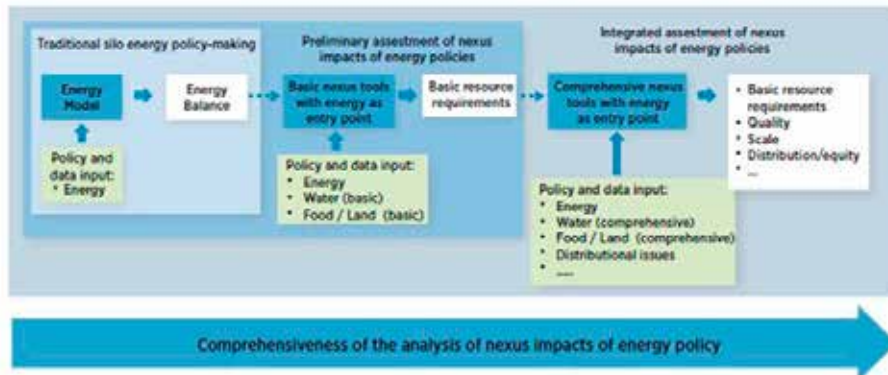 Traditional silo energy policy-making
Energy
Model
Energy
Balance
Policy and
data input:
• Energy
Preliminary assestment of nexus
impacts of energy policies
Basic nexus tools
with energy as
entry point
Basic resource
requirements
Policy and data input:
• Energy
• Water (basic)
• Food / Land (basic)
Integrated assestment of nexus
impacts of energy policies
Comprehensive nexus
tools with energy
as entry point
• Basic resource
requirements
• Quality
• Scale
• Distribution/equity
• ...
Policy and data input:
• Energy
• Water (comprehensive)
• Food / Land (comprehensive)
• Distributional issues
• .....
Comprehensiveness of the analysis of nexus impacts of energy policy